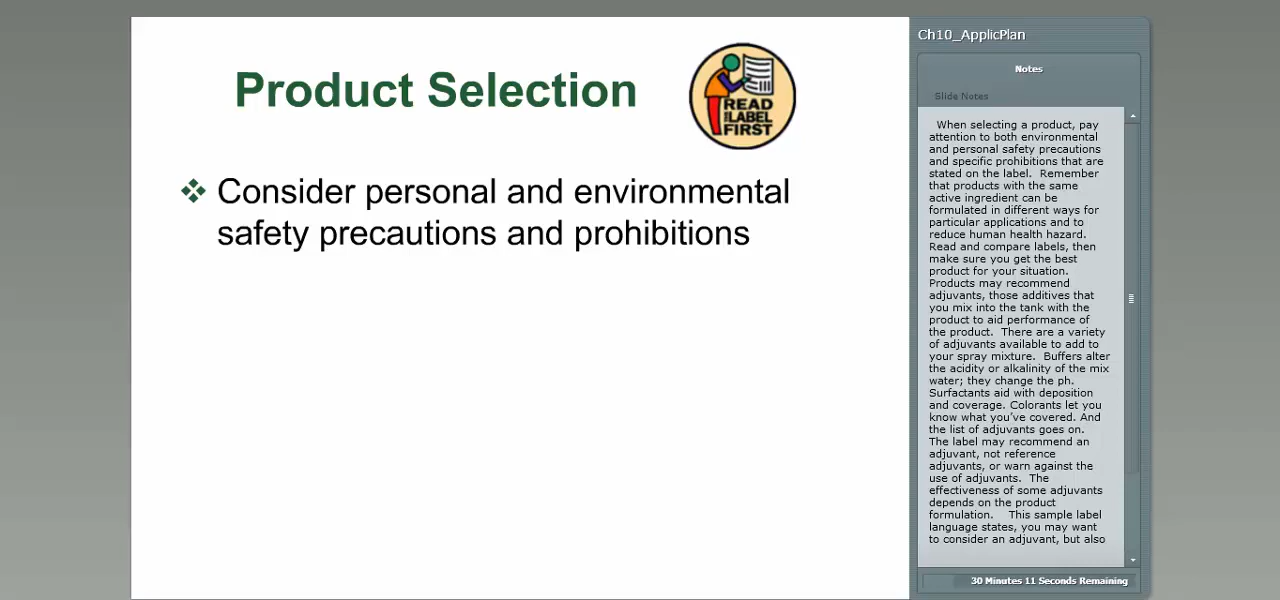 Product Selection
READ
THE LABEL
FIRST
Consider personal and environmental
safety precautions and prohibitions
Ch10_ApplicPlan
Notes
Slide Notes
When selecting a product, pay
attention to both environmental
and personal safety precautions
and specific prohibitions that are
stated on the label.  Remember
that products with the same
active ingredient can be
formulated in different ways for
particular applications and to
reduce human health hazard.
Read and compare labels, then
make sure you get the best
product for your situation.
Products may recommend
adjuvants, those additives that
you mix into the tank with the
product to aid performance of
the product.  There are a variety
of adjuvants available to add to
your spray mixture.  Buffers alter
the acidity or alkalinity of the mix
water; they change the ph.
Surfactants aid with deposition
and coverage. Colorants let you
know what you've covered. And
the list of adjuvants goes on.
The label may recommend an
adjuvant, not reference
adjuvants, or warn against the
use of adjuvants.  The
effectiveness of some adjuvants
depends on the product
formulation.    This sample label
language states, you may want
to consider an adjuvant, but also
30 Minutes 11 Seconds Remaining